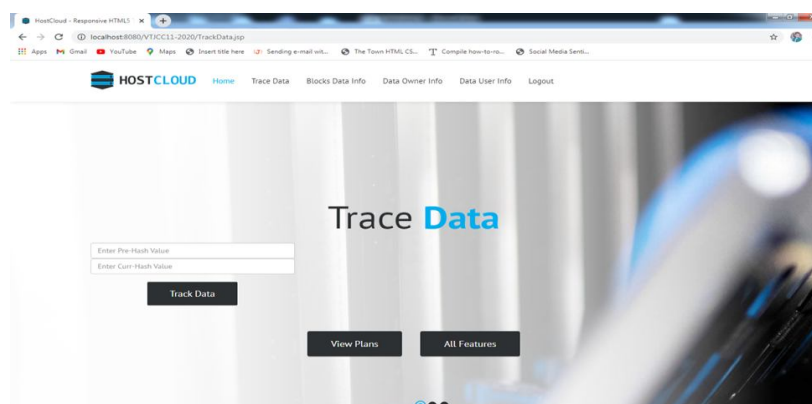 HostCloud - Responsive HTML5
localhost:8080/VTJCC11-2020/TrackData.jsp
Apps Gmail YouTube Maps Insert title here Sending e-mail wit... The Town HTML CS... Compile how-to-ro... Social Media Senti...
HOSTCLOUD Home Trace Data Blocks Data Info Data Owner Info Data User Info Logout
Trace Data
Enter Pre-Hash Value
Enter Curr-Hash Value
Track Data
View Plans All Features